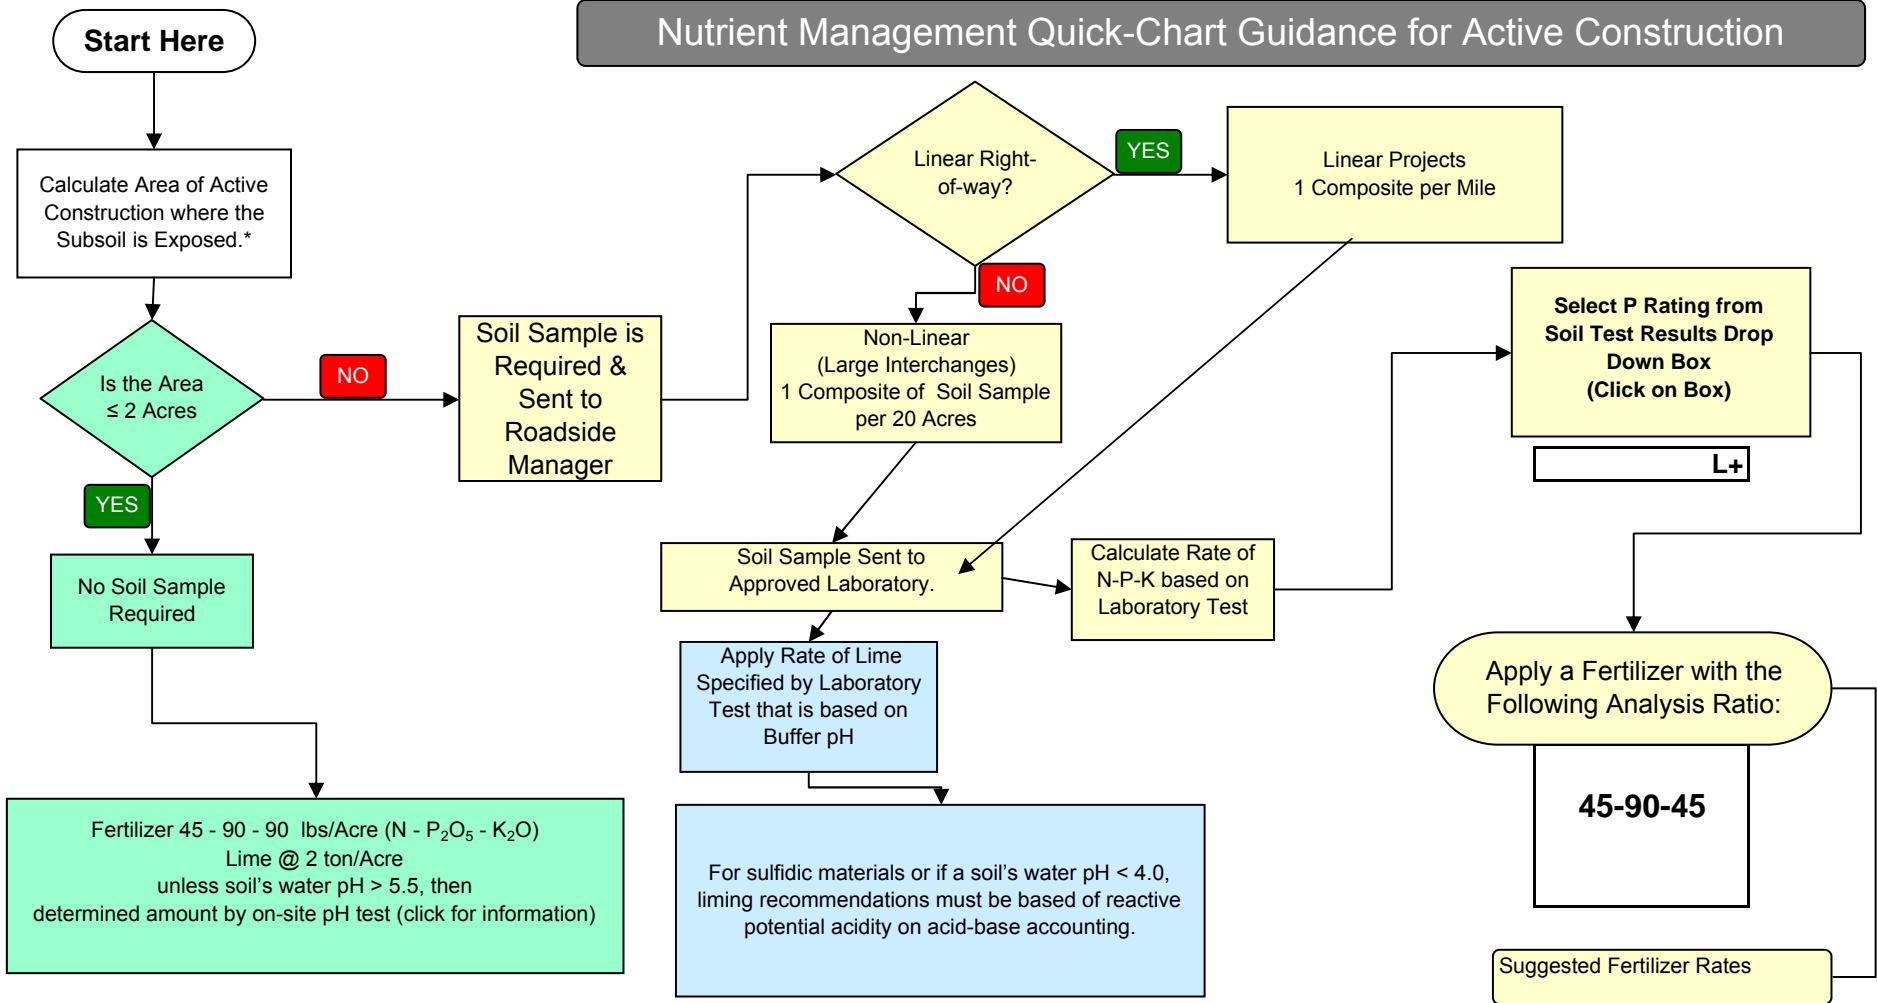 Nutrient Management Quick-Chart Guidance for Active Construction
Start Here
Calculate Area of Active
Construction where the
Subsoil is Exposed.*
Is the Area
≤ 2 Acres
NO
YES
No Soil Sample
Required
Fertilizer 45 - 90 - 90 lbs/Acre (N - P₂O₅ - K₂O)
Lime @ 2 ton/Acre
unless soil's water pH > 5.5, then
determined amount by on-site pH test (click for information)
Soil Sample is
Required &
Sent to
Roadside
Manager
Linear Right-
of-way?
YES
NO
Linear Projects
1 Composite per Mile
Non-Linear
(Large Interchanges)
1 Composite of Soil Sample
per 20 Acres
Soil Sample Sent to
Approved Laboratory.
Apply Rate of Lime
Specified by Laboratory
Test that is based on
Buffer pH
For sulfidic materials or if a soil's water pH < 4.0,
liming recommendations must be based of reactive
potential acidity on acid-base accounting.
Calculate Rate of
N-P-K based on
Laboratory Test
Select P Rating from
Soil Test Results Drop
Down Box
(Click on Box)
L+
Apply a Fertilizer with the
Following Analysis Ratio:
45-90-45
Suggested Fertilizer Rates